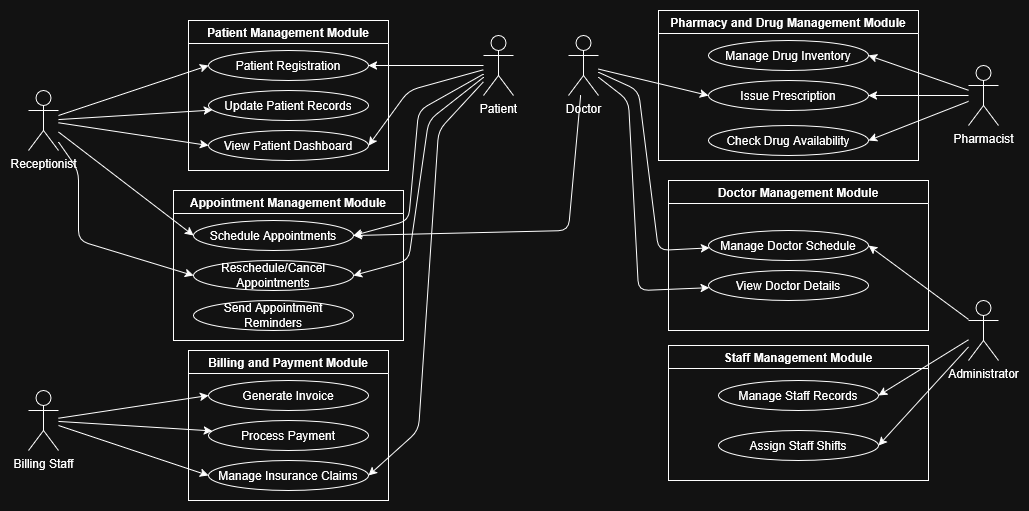 Patient Management Module
Patient Registration
Update Patient Records
View Patient Dashboard
Receptionist
Patient
Doctor
Pharmacy and Drug Management Module
Manage Drug Inventory
Issue Prescription
Check Drug Availability
Pharmacist
Appointment Management Module
Schedule Appointments
Reschedule/Cancel
Appointments
Send Appointment
Reminders
Doctor Management Module
Manage Doctor Schedule
View Doctor Details
Administrator
Billing and Payment Module
Generate Invoice
Process Payment
Manage Insurance Claims
Billing Staff
Staff Management Module
Manage Staff Records
Assign Staff Shifts